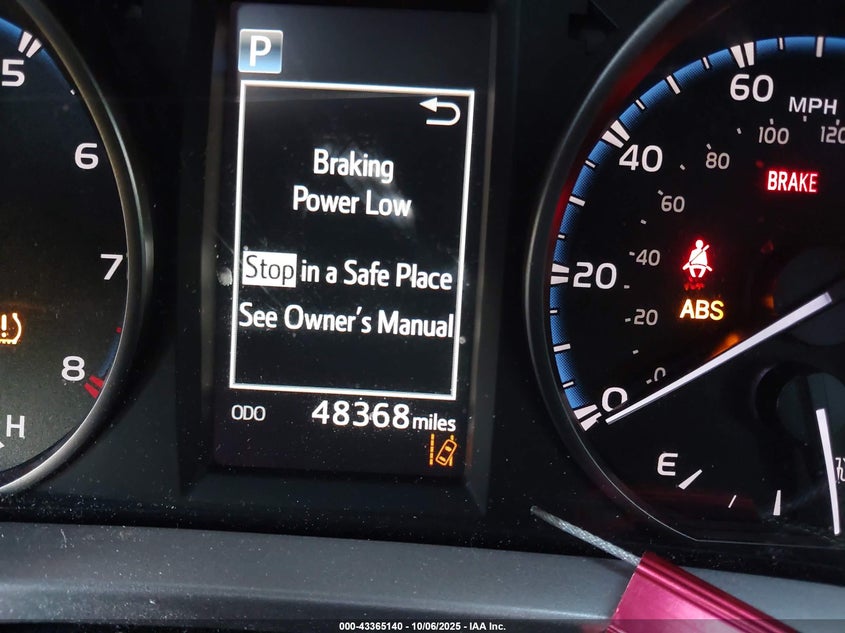 P
Braking
Power Low
Stop in a Safe Place
See Owner's Manual
ODO 48368 miles
5
6
7
8
H
60
MPH
100
120
40
80
BRAKE
60
20
40
20
ABS
0
0
E
000-43365140 - 10/06/2025 - IAA Inc.